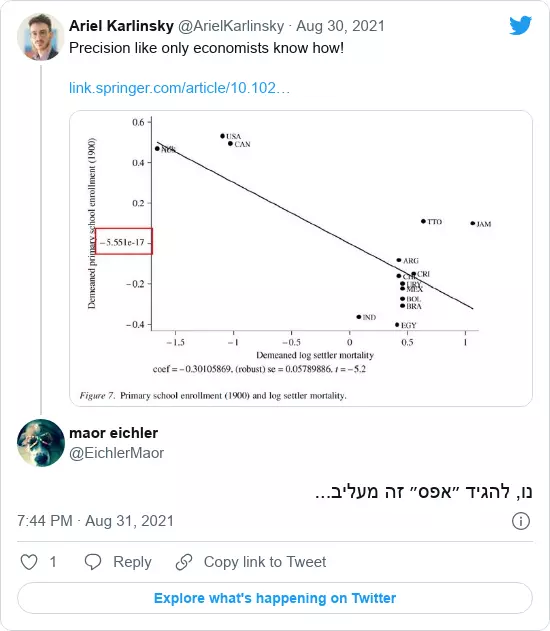 Ariel Karlinsky @ArielKarlinsky · Aug 30, 2021
Precision like only economists know how!
link.springer.com/article/10.102…
0.6
0.4
0.2
−5.551e-17
−0.2
−0.4
Demeaned primary school enrollment (1900)
USA
CAN
TTO
JAM
ARG
CRI
URY
MEX
BOL
BRA
IND
EGY
−1.5
−1
−0.5
0
0.5
1
Demeaned log settler mortality
coef = −0.30105869, (robust) se = 0.05789886, t = −5.2
Figure 7. Primary school enrollment (1900) and log settler mortality.
maor eichler
@EichlerMaor
נו, להגיד ״אפס״ זה מעליב...
7:44 PM · Aug 31, 2021
1 Reply Copy link to Tweet
Explore what's happening on Twitter